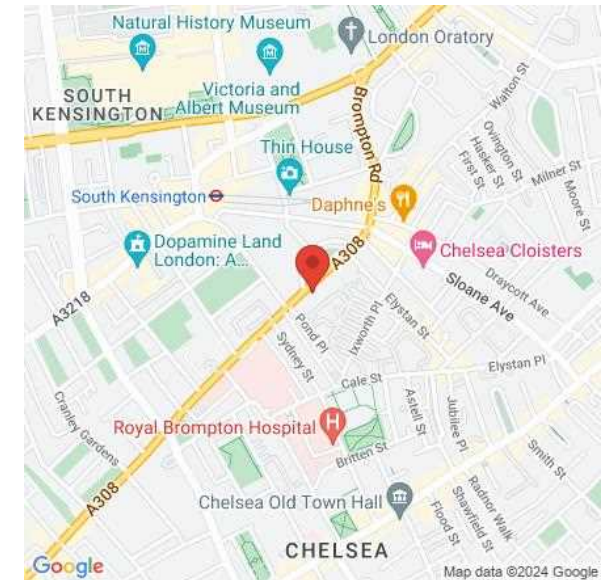 Natural History Museum
London Oratory
Victoria and
Albert Museum
SOUTH
KENSINGTON
Walton St
Brompton Rd
Ovington St
Hasker St
First St
Thin House
Milner St
Moore St
South Kensington
Daphne's
Dopamine Land
London: A...
A308
Chelsea Cloisters
Draycott Ave
Sloane Ave
A3218
Pond Pl
Ixworth Pl
Elystan St
Sydney St
Elystan Pl
Cale St
Cranley Gardens
Astell St
Jubilee Pl
Royal Brompton Hospital
H
Britten St
Smith St
Radnor Walk
Shawfield St
Flood St
A308
Chelsea Old Town Hall
CHELSEA
Google
Map data ©2024 Google